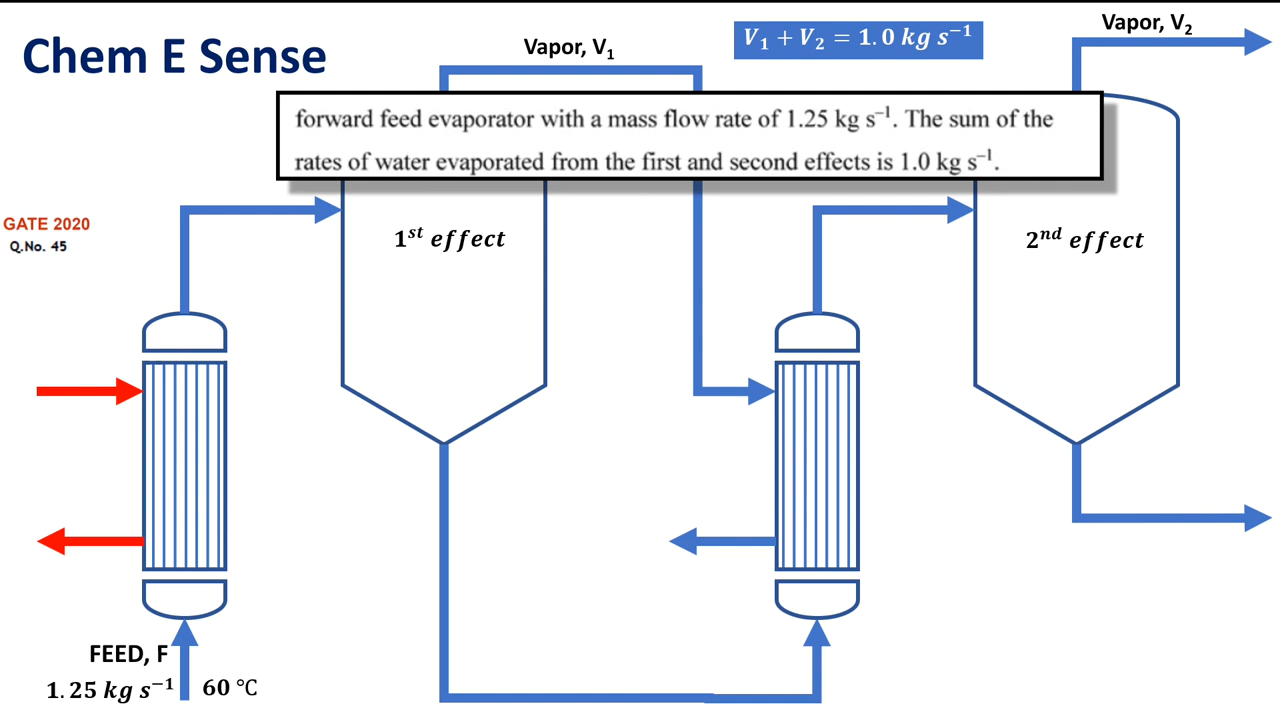 Chem E Sense
Vapor, V₁
V₁ + V₂ = 1.0 kg s⁻¹
Vapor, V₂
forward feed evaporator with a mass flow rate of 1.25 kg s⁻¹. The sum of the
rates of water evaporated from the first and second effects is 1.0 kg s⁻¹.
GATE 2020
Q.No. 45
1ˢᵗ effect
2ⁿᵈ effect
FEED, F
1.25 kg s⁻¹
60 °C